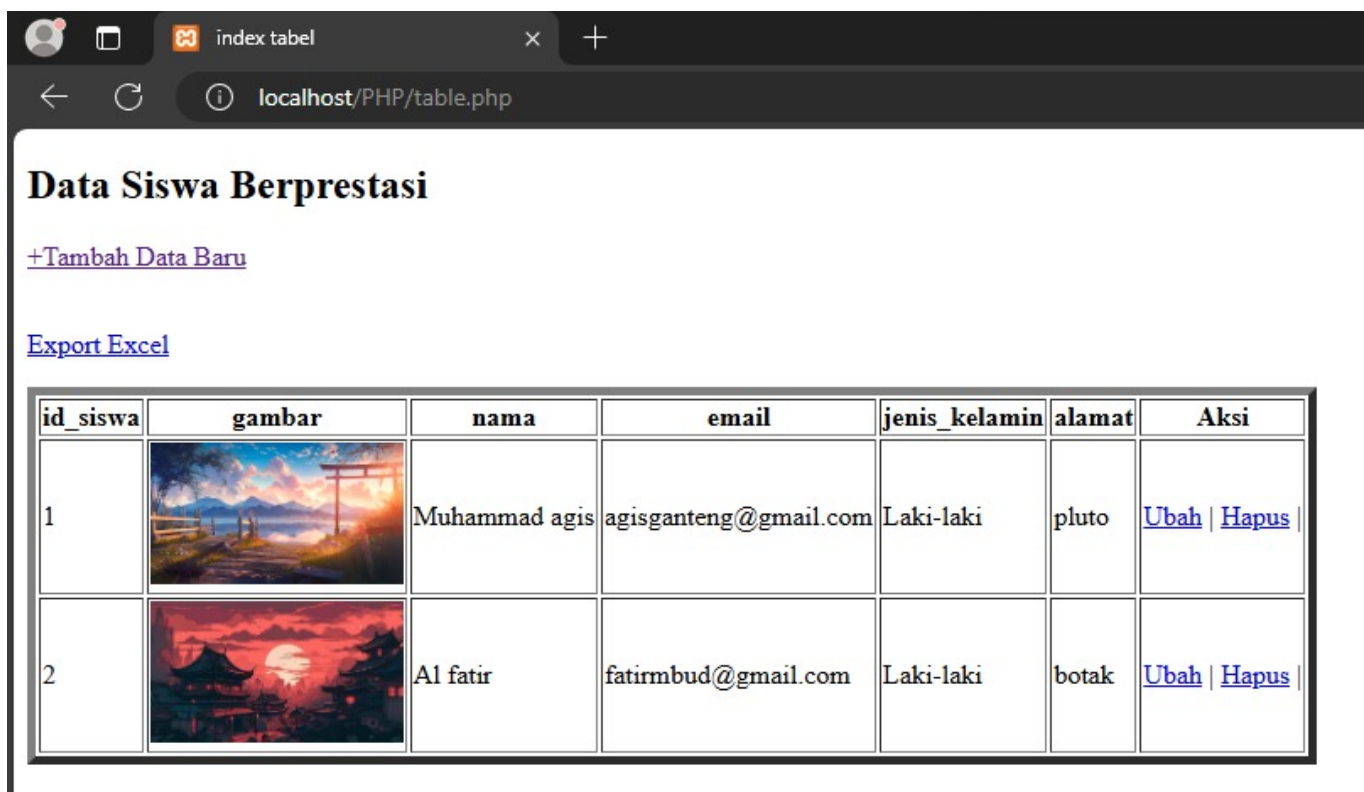 index tabel
localhost/PHP/table.php
Data Siswa Berprestasi
+Tambah Data Baru
Export Excel
id_siswa gambar nama email jenis_kelamin alamat Aksi
1 Muhammad agis agisganteng@gmail.com Laki-laki pluto Ubah | Hapus |
2 Al fatir fatirmbud@gmail.com Laki-laki botak Ubah | Hapus |